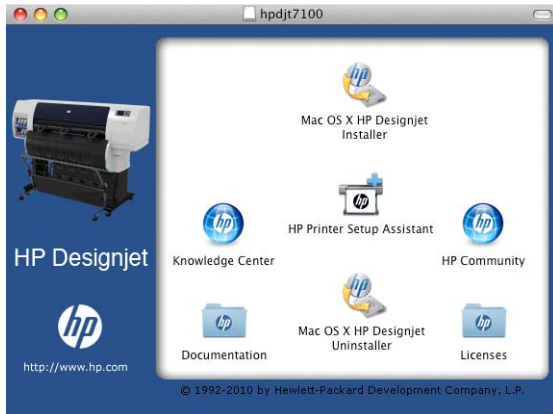 hpdjt7100
Mac OS X HP Designjet
Installer
HP Printer Setup Assistant
Knowledge Center
HP Community
HP Designjet
Mac OS X HP Designjet
Uninstaller
Documentation
Licenses
hp
http://www.hp.com
© 1992-2010 by Hewlett-Packard Development Company, L.P.